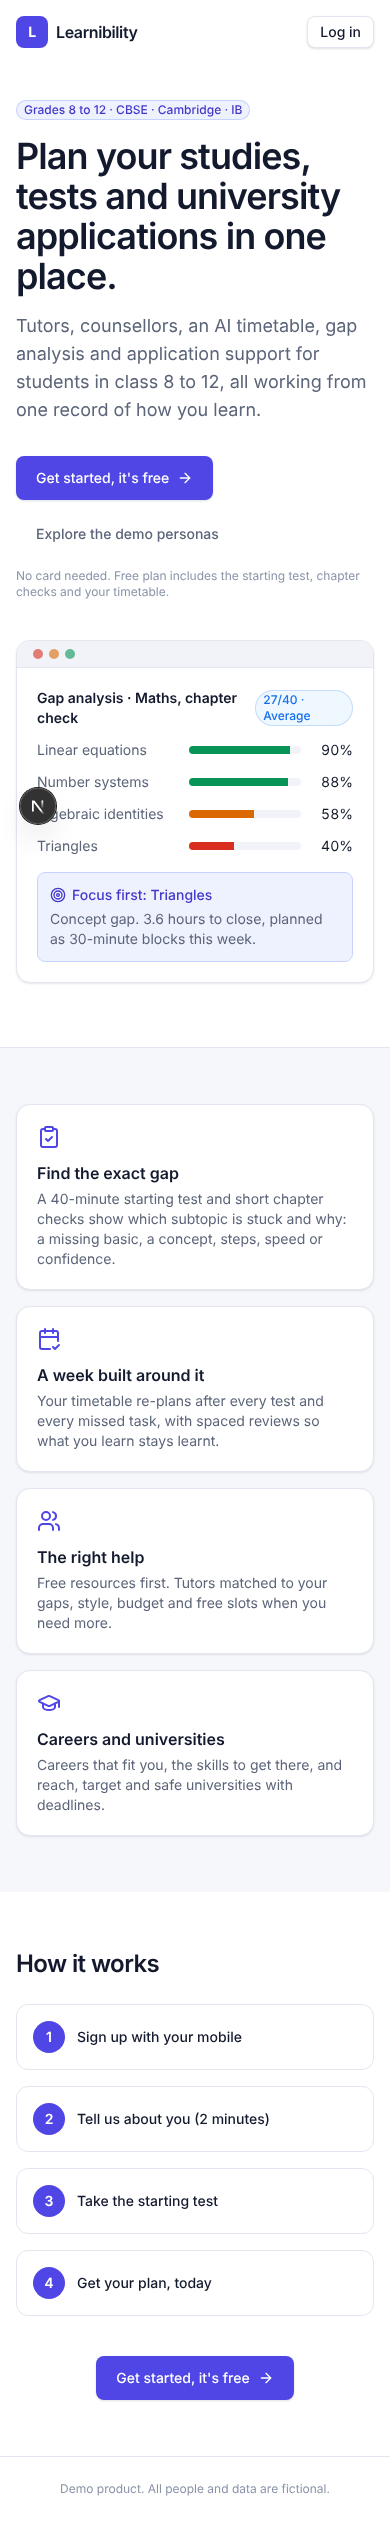 L Learnibility Log in
Grades 8 to 12 · CBSE · Cambridge · IB
Plan your studies,
tests and university
applications in one
place.
Tutors, counsellors, an AI timetable, gap
analysis and application support for
students in class 8 to 12, all working from
one record of how you learn.
Get started, it's free →
Explore the demo personas
No card needed. Free plan includes the starting test, chapter
checks and your timetable.
Gap analysis · Maths, chapter
check
27/40 ·
Average
Linear equations 90%
Number systems 88%
N
gebraic identities 58%
Triangles 40%
Focus first: Triangles
Concept gap. 3.6 hours to close, planned
as 30-minute blocks this week.
Find the exact gap
A 40-minute starting test and short chapter
checks show which subtopic is stuck and why:
a missing basic, a concept, steps, speed or
confidence.
A week built around it
Your timetable re-plans after every test and
every missed task, with spaced reviews so
what you learn stays learnt.
The right help
Free resources first. Tutors matched to your
gaps, style, budget and free slots when you
need more.
Careers and universities
Careers that fit you, the skills to get there, and
reach, target and safe universities with
deadlines.
How it works
1 Sign up with your mobile
2 Tell us about you (2 minutes)
3 Take the starting test
4 Get your plan, today
Get started, it's free →
Demo product. All people and data are fictional.